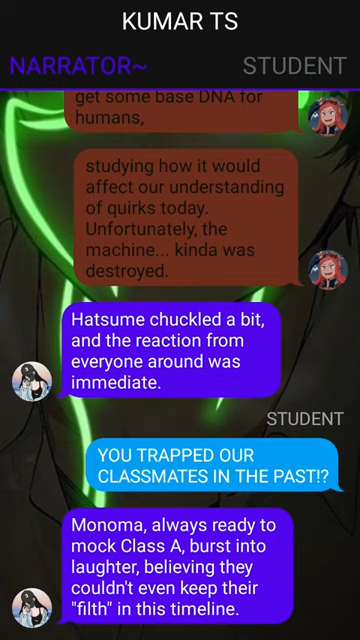 KUMAR TS
NARRATOR~
STUDENT
get some base DNA for
humans,
studying how it would
affect our understanding
of quirks today.
Unfortunately, the
machine... kinda was
destroyed.
Hatsume chuckled a bit,
and the reaction from
everyone around was
immediate.
STUDENT
YOU TRAPPED OUR
CLASSMATES IN THE PAST!?
Monoma, always ready to
mock Class A, burst into
laughter, believing they
couldn't even keep their
"filth" in this timeline.